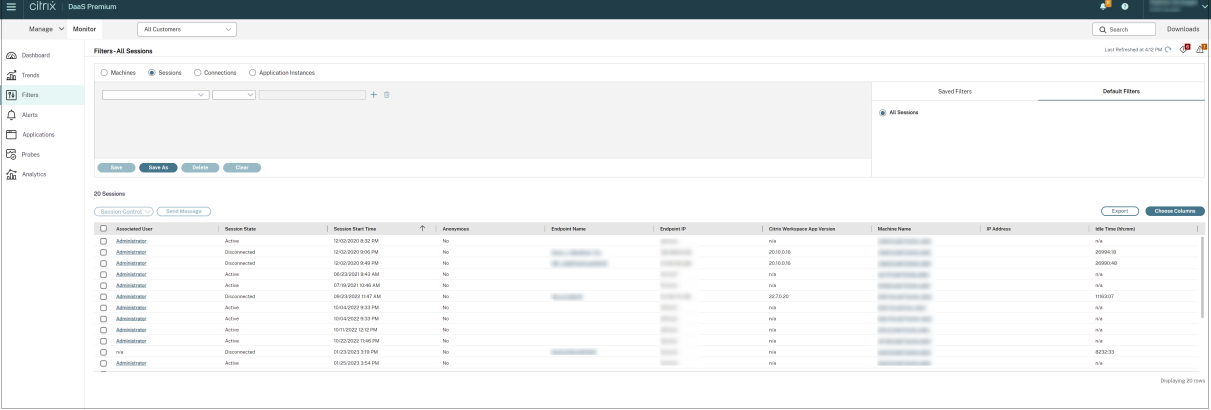 citrix DaaS Premium
Manage Monitor All Customers Search Downloads
Dashboard
Trends
Filters
Alerts
Applications
Probes
Analytics
Filters - All Sessions
Last Refreshed at 4:12 PM
Machines Sessions Connections Application Instances
Saved Filters Default Filters
All Sessions
Save Save As Delete Clear
20 Sessions
Session Control Send Message Export Choose Columns
Associated User Session State Session Start Time Anonymous Endpoint Name Endpoint IP Citrix Workspace App Version Machine Name IP Address Idle Time (hh:mm)
Administrator Active 12/02/2020 8:32 PM No n/a n/a
Administrator Disconnected 12/02/2020 9:06 PM No 20.10.0.16 26994:18
Administrator Disconnected 12/02/2020 9:49 PM No 20.10.0.16 26990:48
Administrator Active 06/23/2021 9:43 AM No n/a n/a
Administrator Active 07/19/2021 10:46 AM No n/a n/a
Administrator Disconnected 09/23/2022 11:47 AM No 22.7.0.20 11163:07
Administrator Active 10/04/2022 9:33 PM No n/a n/a
Administrator Active 10/04/2022 9:33 PM No n/a n/a
Administrator Active 10/11/2022 12:12 PM No n/a n/a
Administrator Active 10/22/2022 11:46 PM No n/a n/a
n/a Disconnected 01/23/2023 3:19 PM No n/a 8232:33
Administrator Active 01/25/2023 3:54 PM No n/a n/a
Displaying 20 rows